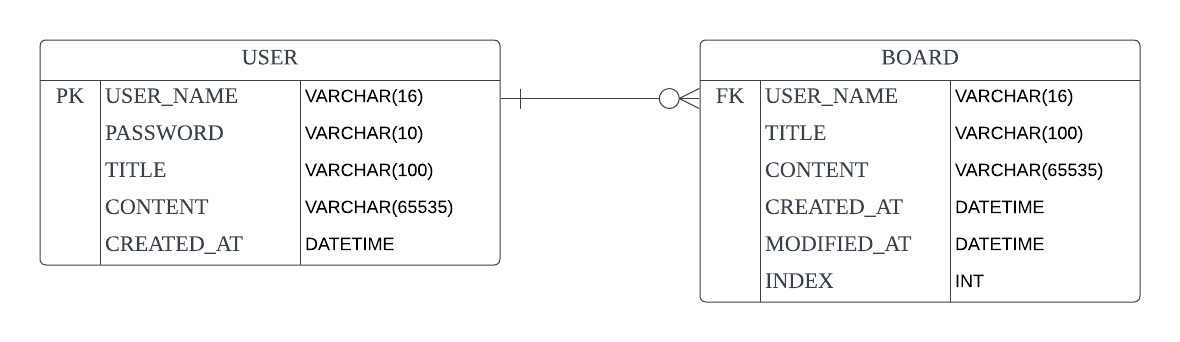 USER
PK USER_NAME VARCHAR(16)
PASSWORD VARCHAR(10)
TITLE VARCHAR(100)
CONTENT VARCHAR(65535)
CREATED_AT DATETIME
BOARD
FK USER_NAME VARCHAR(16)
TITLE VARCHAR(100)
CONTENT VARCHAR(65535)
CREATED_AT DATETIME
MODIFIED_AT DATETIME
INDEX INT